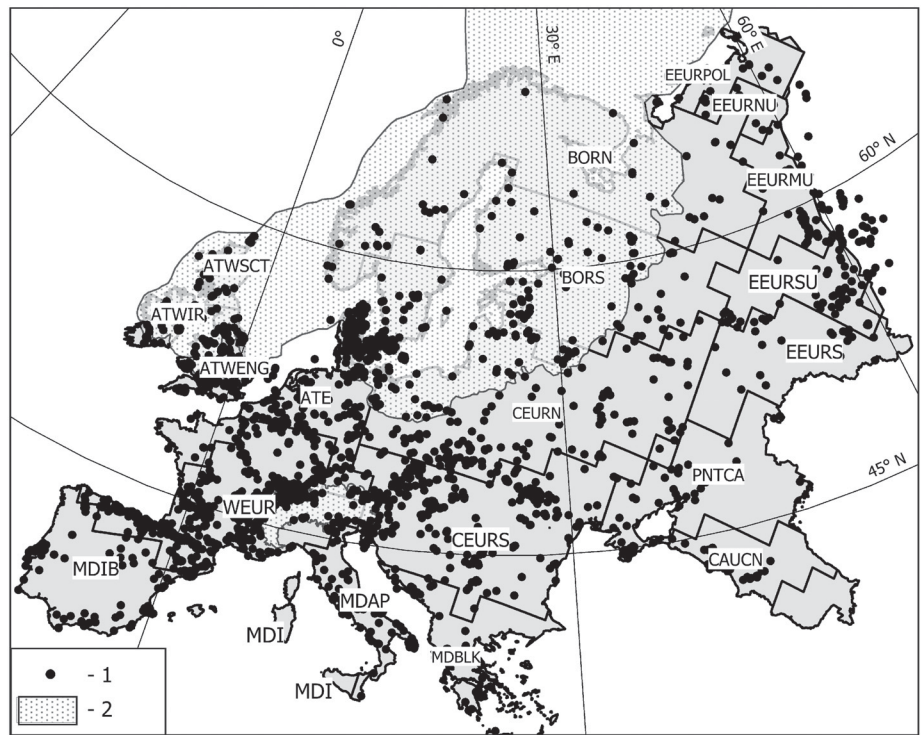 0°
30° E
60° E
EEURPOL
EEURNU
60° N
BORN
EEURMU
ATWSCT
BORS
EEURSU
ATWIR
EEURS
ATWENG
ATE
CEURN
45° N
PNTCA
WEUR
CEURS
CAUCN
MDIB
MDAP
MDI
MDBLK
MDI
- 1
- 2